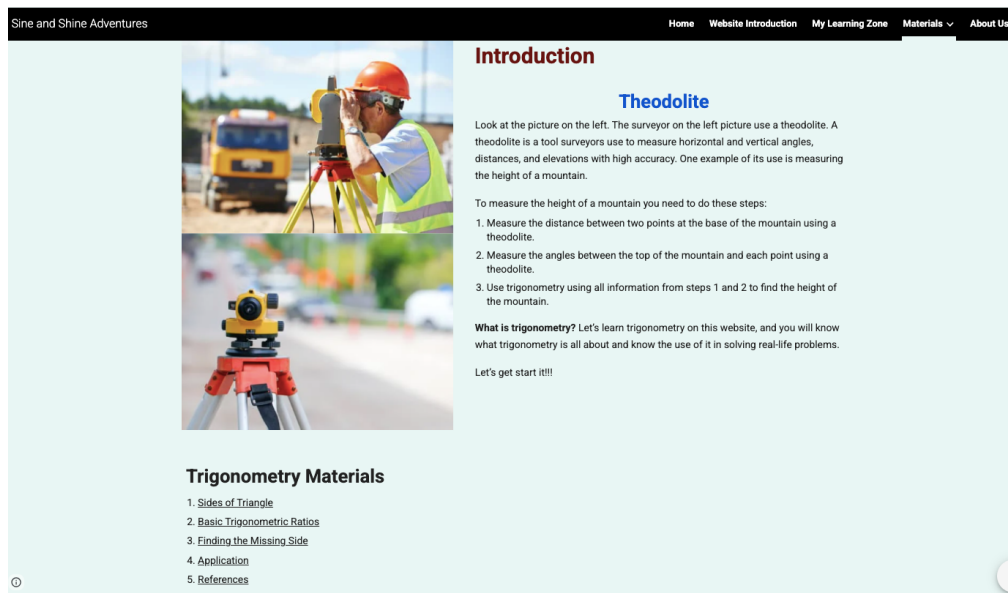 Sine and Shine Adventures
Home Website Introduction My Learning Zone Materials About Us
Introduction
Theodolite
Look at the picture on the left. The surveyor on the left picture use a theodolite. A
theodolite is a tool surveyors use to measure horizontal and vertical angles,
distances, and elevations with high accuracy. One example of its use is measuring
the height of a mountain.
To measure the height of a mountain you need to do these steps:
1. Measure the distance between two points at the base of the mountain using a
theodolite.
2. Measure the angles between the top of the mountain and each point using a
theodolite.
3. Use trigonometry using all information from steps 1 and 2 to find the height of
the mountain.
What is trigonometry? Let's learn trigonometry on this website, and you will know
what trigonometry is all about and know the use of it in solving real-life problems.
Let's get start it!!!
Trigonometry Materials
1. Sides of Triangle
2. Basic Trigonometric Ratios
3. Finding the Missing Side
4. Application
5. References